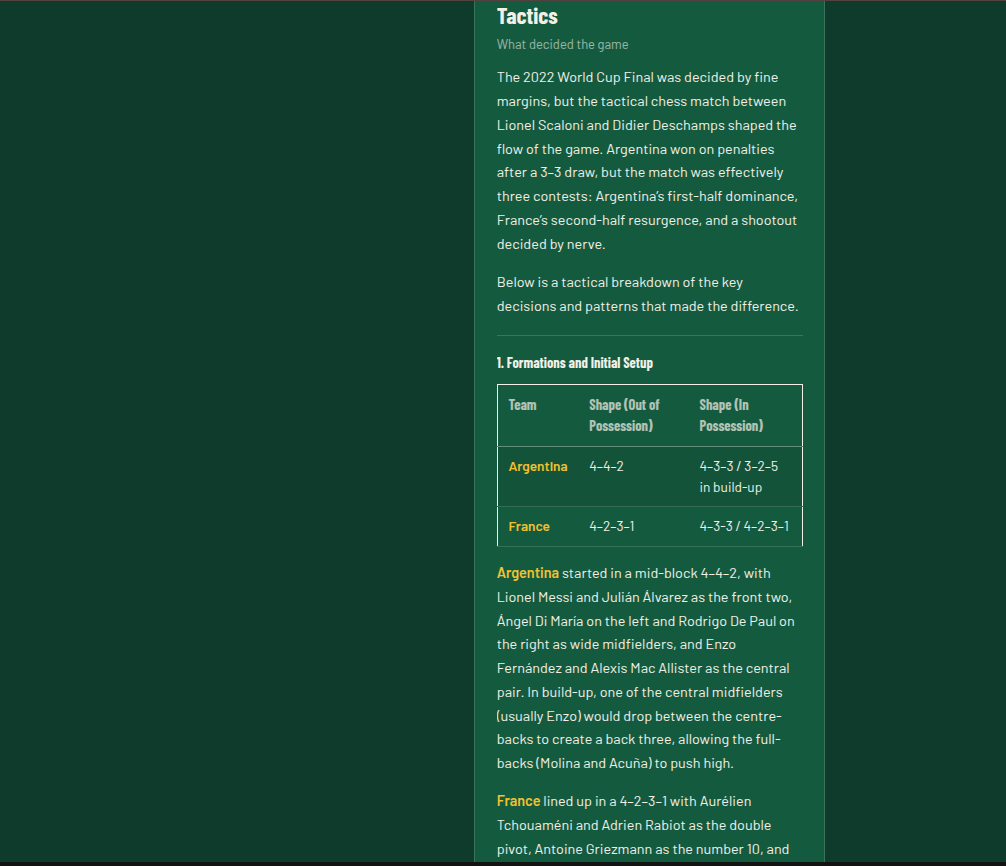 Tactics
What decided the game
The 2022 World Cup Final was decided by fine
margins, but the tactical chess match between
Lionel Scaloni and Didier Deschamps shaped the
flow of the game. Argentina won on penalties
after a 3–3 draw, but the match was effectively
three contests: Argentina's first-half dominance,
France's second-half resurgence, and a shootout
decided by nerve.
Below is a tactical breakdown of the key
decisions and patterns that made the difference.
1. Formations and Initial Setup
Team Shape (Out of Shape (In
Possession) Possession)
Argentina 4–4–2 4–3–3 / 3–2–5
in build-up
France 4–2–3–1 4–3–3 / 4–2–3–1
Argentina started in a mid-block 4–4–2, with
Lionel Messi and Julián Álvarez as the front two,
Ángel Di María on the left and Rodrigo De Paul on
the right as wide midfielders, and Enzo
Fernández and Alexis Mac Allister as the central
pair. In build-up, one of the central midfielders
(usually Enzo) would drop between the centre-
backs to create a back three, allowing the full-
backs (Molina and Acuña) to push high.
France lined up in a 4–2–3–1 with Aurélien
Tchouaméni and Adrien Rabiot as the double
pivot, Antoine Griezmann as the number 10, and